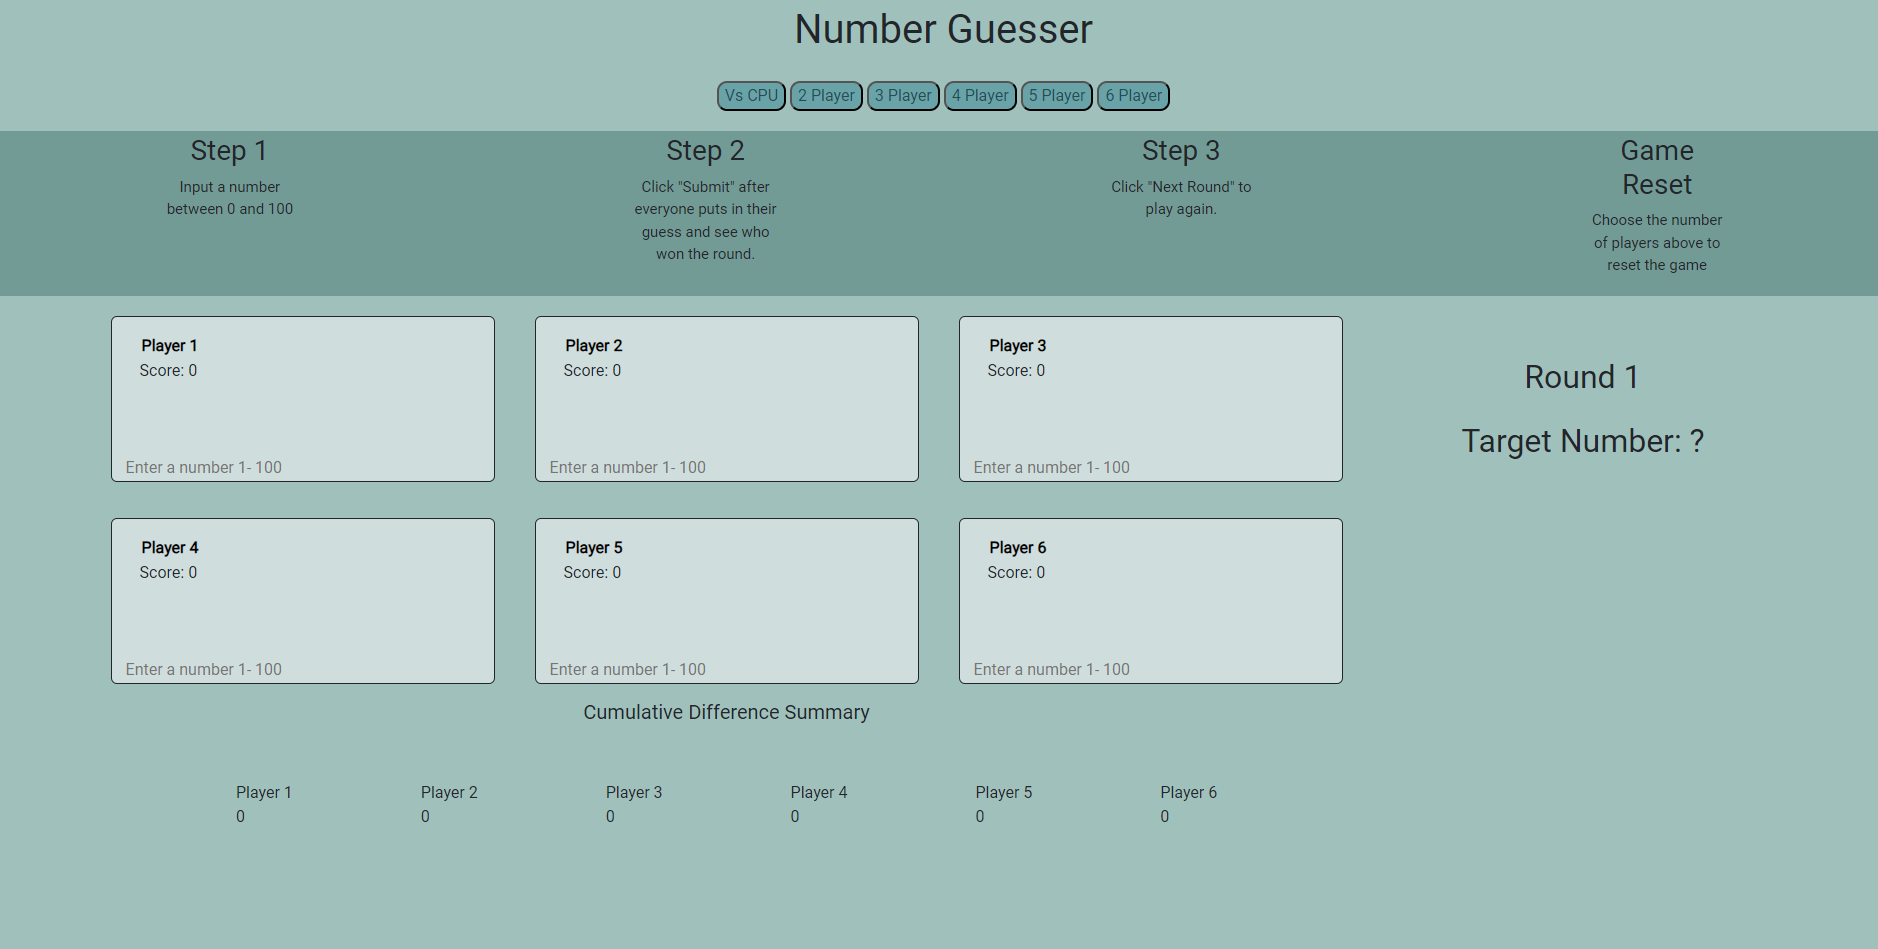 Number Guesser
Vs CPU 2 Player 3 Player 4 Player 5 Player 6 Player
Step 1
Input a number
between 0 and 100
Step 2
Click "Submit" after
everyone puts in their
guess and see who
won the round.
Step 3
Click "Next Round" to
play again.
Game
Reset
Choose the number
of players above to
reset the game
Player 1
Score: 0
Enter a number 1- 100
Player 2
Score: 0
Enter a number 1- 100
Player 3
Score: 0
Enter a number 1- 100
Round 1
Target Number: ?
Player 4
Score: 0
Enter a number 1- 100
Player 5
Score: 0
Enter a number 1- 100
Player 6
Score: 0
Enter a number 1- 100
Cumulative Difference Summary
Player 1
0
Player 2
0
Player 3
0
Player 4
0
Player 5
0
Player 6
0